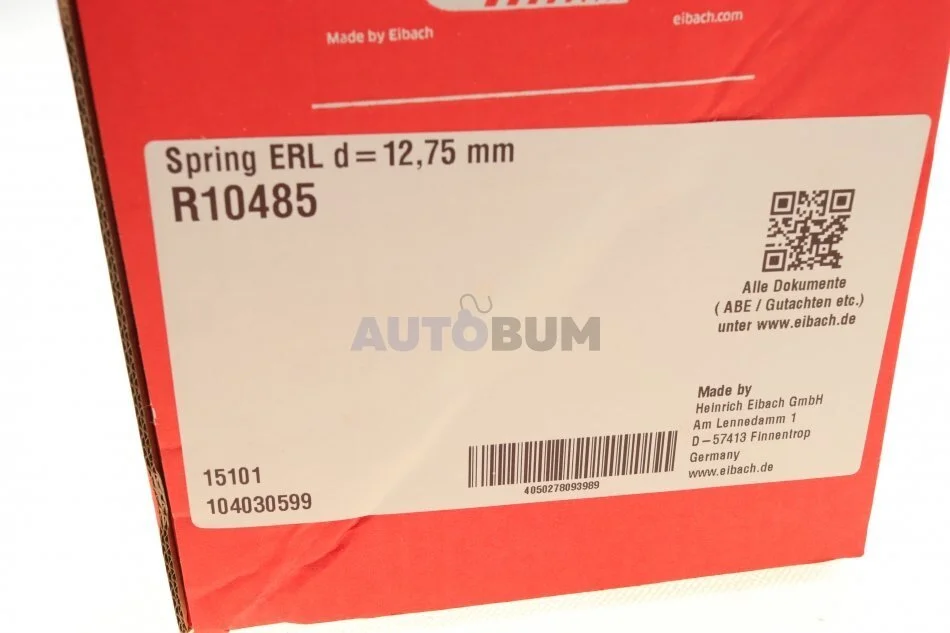 Made by Eibach
eibach.com
Spring ERL d=12,75 mm
R10485
Alle Dokumente
( ABE / Gutachten etc.)
unter www.eibach.de
AUTOBUM
Made by
Heinrich Eibach GmbH
Am Lennedamm 1
D-57413 Finnentrop
Germany
www.eibach.de
15101
104030599
4050278093989